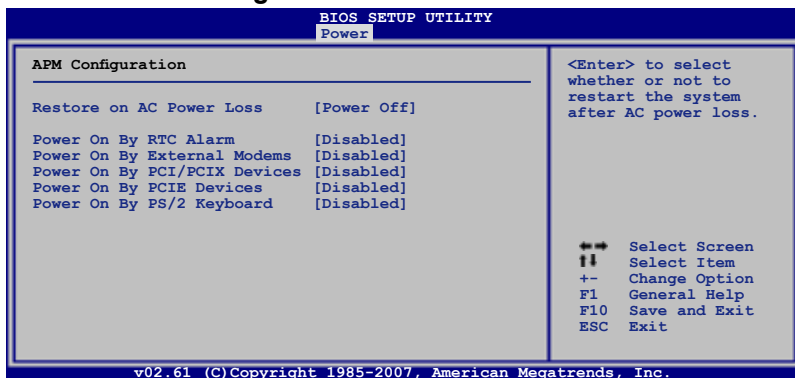 BIOS SETUP UTILITY
Power
APM Configuration
Restore on AC Power Loss [Power Off]
Power On By RTC Alarm [Disabled]
Power On By External Modems [Disabled]
Power On By PCI/PCIX Devices [Disabled]
Power On By PCIE Devices [Disabled]
Power On By PS/2 Keyboard [Disabled]
<Enter> to select
whether or not to
restart the system
after AC power loss.
←→ Select Screen
↑↓ Select Item
+- Change Option
F1 General Help
F10 Save and Exit
ESC Exit
v02.61 (C)Copyright 1985-2007, American Megatrends, Inc.